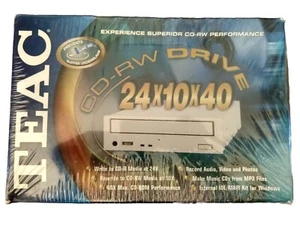 EXPERIENCE SUPERIOR CD-RW PERFORMANCE
TEAC
CD-RW DRIVE
24X10X40
• Write to CD-R Media at 24X
• Rewrite to CD-RW Media at 10X
• 40X Max. CD-ROM Performance
• Record Audio, Video and Photos
• Make Music CDs from MP3 Files
• External IDE/ATAPI Kit for Windows